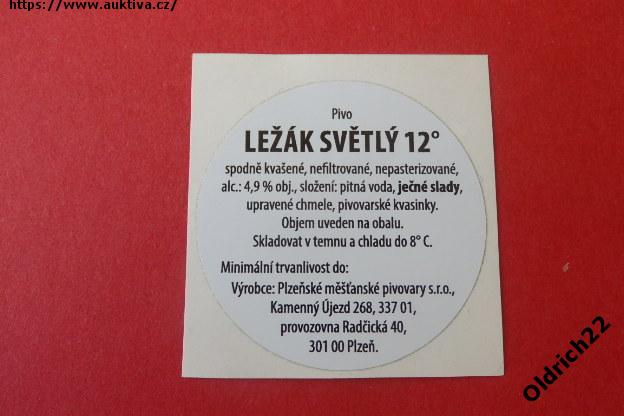 https://www.auktiva.cz/
Pivo
LEŽÁK SVĚTLÝ 12°
spodně kvašené, nefiltrované, nepasterizované,
alc.: 4,9 % obj., složení: pitná voda, ječné slady,
upravené chmele, pivovarské kvasinky.
Objem uveden na obalu.
Skladovat v temnu a chladu do 8° C.
Minimální trvanlivost do:
Výrobce: Plzeňské měšťanské pivovary s.r.o.,
Kamenný Újezd 268, 337 01,
provozovna Radčická 40,
301 00 Plzeň.
Oldrich22